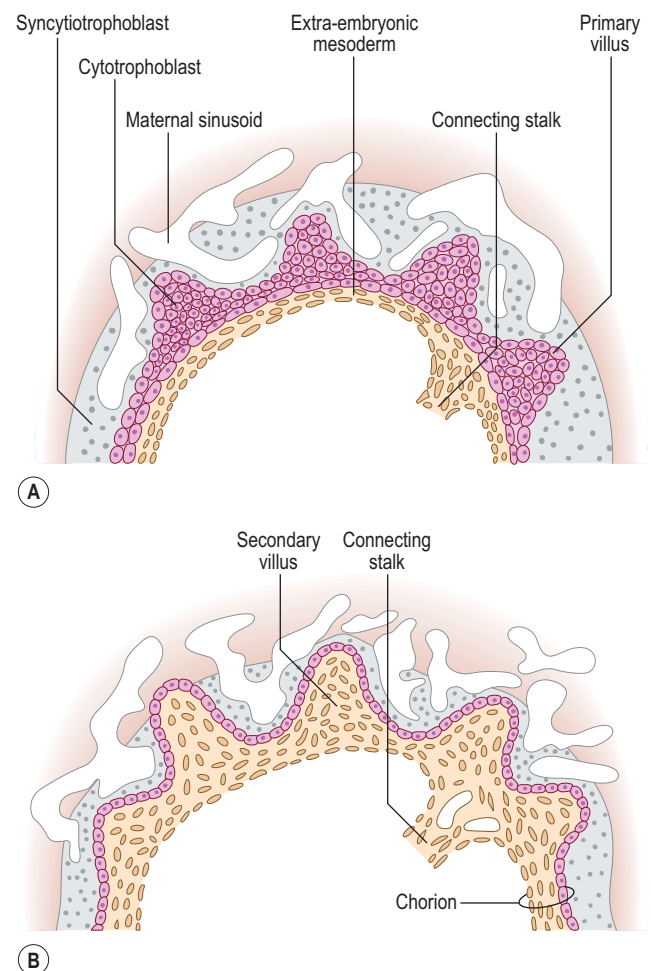 Syncytiotrophoblast
Extra-embryonic
mesoderm
Primary
villus
Cytotrophoblast
Maternal sinusoid
Connecting stalk
A
Secondary
villus
Connecting
stalk
Chorion
B